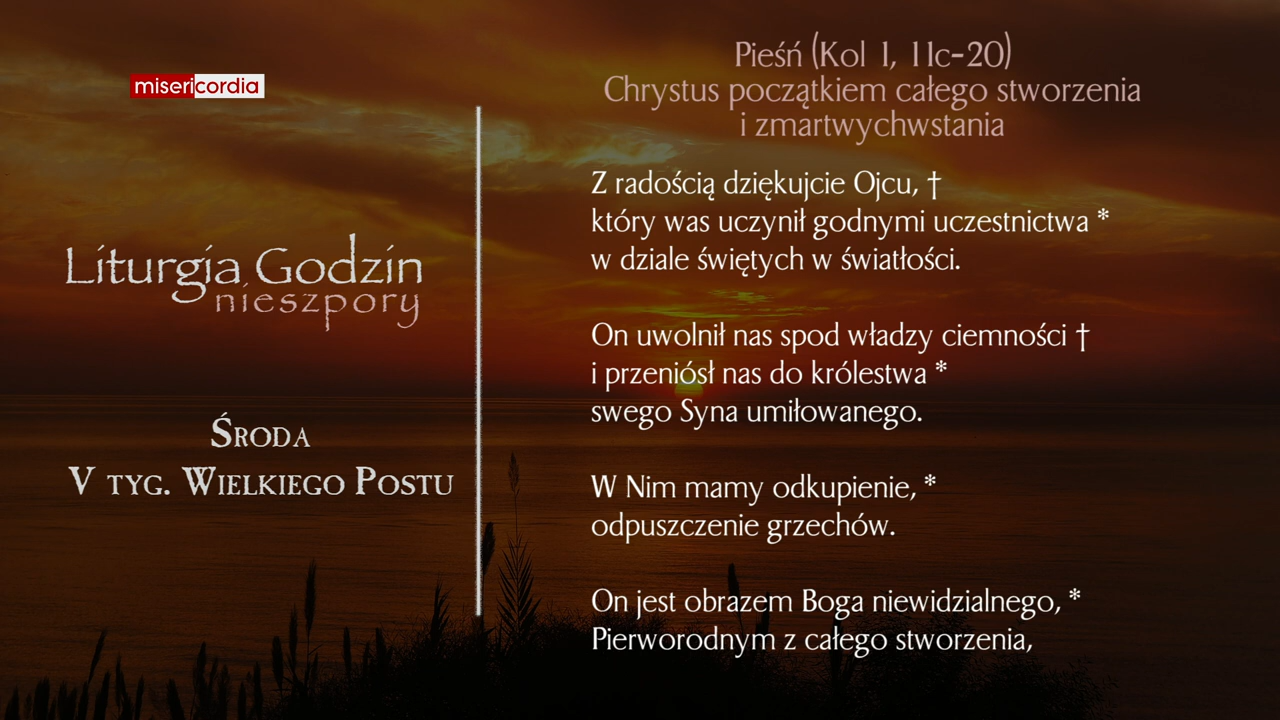 misericordia
Liturgia Godzin
nieszpory
Środa
V tyg. Wielkiego Postu
Pieśń (Kol 1, 11c-20)
Chrystus początkiem całego stworzenia
i zmartwychwstania
Z radością dziękujcie Ojcu, †
który was uczynił godnymi uczestnictwa *
w dziale świętych w światłości.
On uwolnił nas spod władzy ciemności †
i przeniósł nas do królestwa *
swego Syna umiłowanego.
W Nim mamy odkupienie, *
odpuszczenie grzechów.
On jest obrazem Boga niewidzialnego, *
Pierworodnym z całego stworzenia,